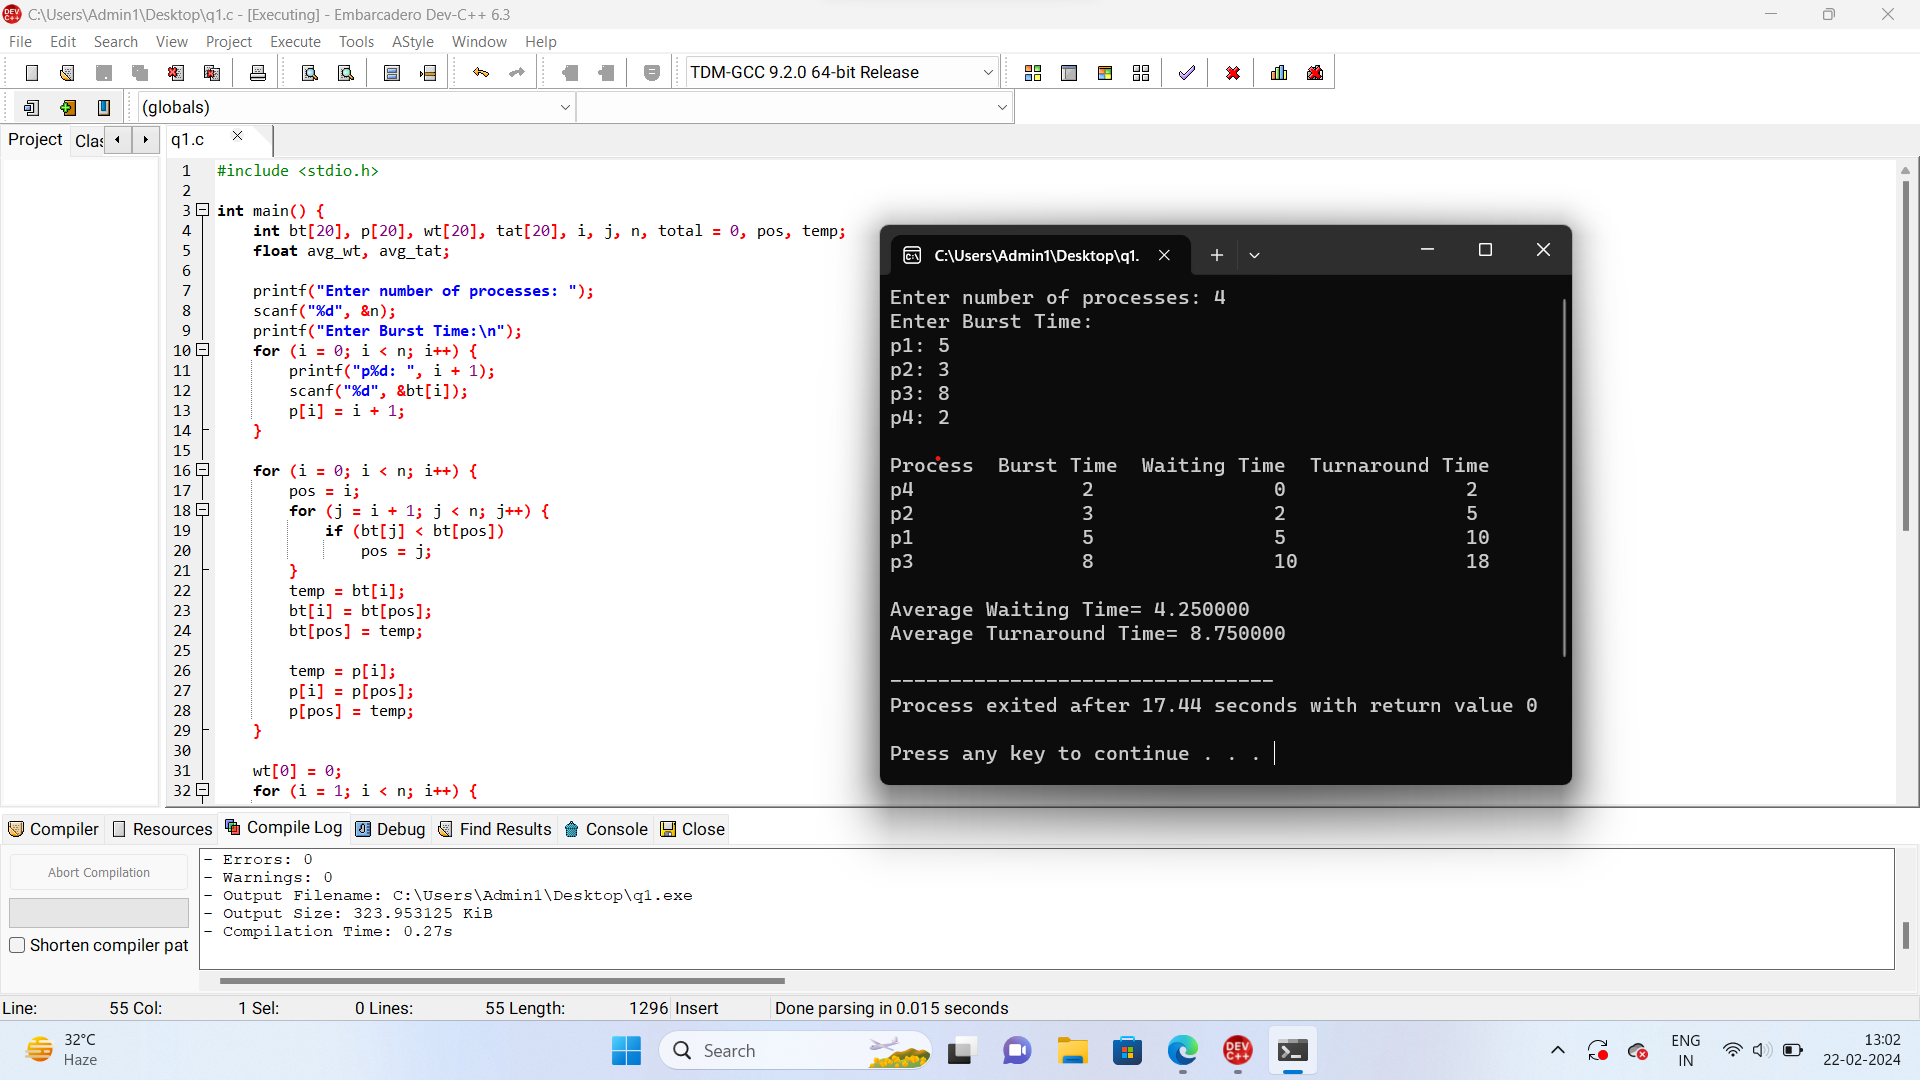 C:\Users\Admin1\Desktop\q1.c - [Executing] - Embarcadero Dev-C++ 6.3
File Edit Search View Project Execute Tools AStyle Window Help
TDM-GCC 9.2.0 64-bit Release
(globals)
Project Clas q1.c
1 #include <stdio.h>
2
3 int main() {
4 int bt[20], p[20], wt[20], tat[20], i, j, n, total = 0, pos, temp;
5 float avg_wt, avg_tat;
6
7 printf("Enter number of processes: ");
8 scanf("%d", &n);
9 printf("Enter Burst Time:\n");
10 for (i = 0; i < n; i++) {
11 printf("p%d: ", i + 1);
12 scanf("%d", &bt[i]);
13 p[i] = i + 1;
14 }
15
16 for (i = 0; i < n; i++) {
17 pos = i;
18 for (j = i + 1; j < n; j++) {
19 if (bt[j] < bt[pos])
20 pos = j;
21 }
22 temp = bt[i];
23 bt[i] = bt[pos];
24 bt[pos] = temp;
25
26 temp = p[i];
27 p[i] = p[pos];
28 p[pos] = temp;
29 }
30
31 wt[0] = 0;
32 for (i = 1; i < n; i++) {
C:\Users\Admin1\Desktop\q1.
Enter number of processes: 4
Enter Burst Time:
p1: 5
p2: 3
p3: 8
p4: 2
Process Burst Time Waiting Time Turnaround Time
p4 2 0 2
p2 3 2 5
p1 5 5 10
p3 8 10 18
Average Waiting Time= 4.250000
Average Turnaround Time= 8.750000
--------------------------------
Process exited after 17.44 seconds with return value 0
Press any key to continue . . .
Compiler Resources Compile Log Debug Find Results Console Close
Abort Compilation
Shorten compiler pat
- Errors: 0
- Warnings: 0
- Output Filename: C:\Users\Admin1\Desktop\q1.exe
- Output Size: 323.953125 KiB
- Compilation Time: 0.27s
Line: 55 Col: 1 Sel: 0 Lines: 55 Length: 1296 Insert Done parsing in 0.015 seconds
32°C
Haze
Search
DEV
C++
ENG
IN
13:02
22-02-2024